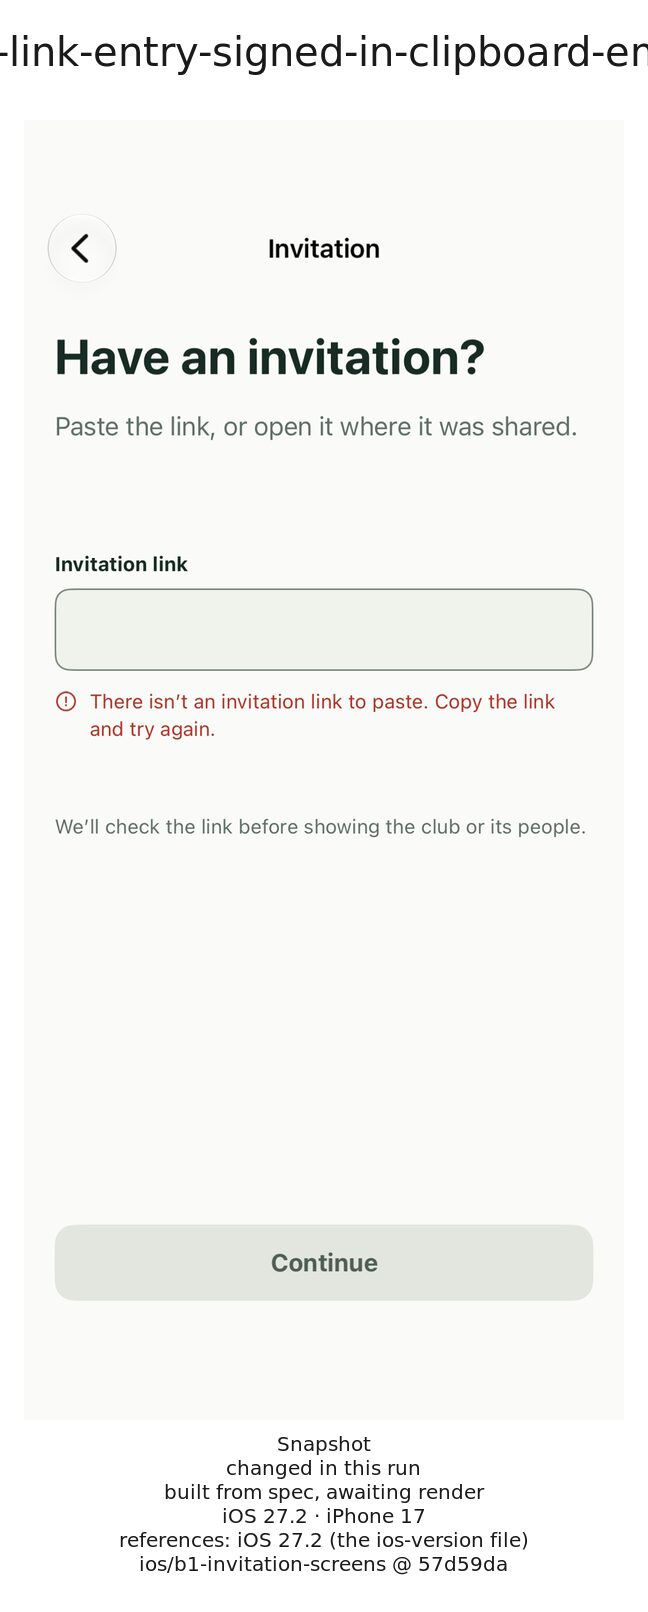 -link-entry-signed-in-clipboard-en
Invitation
Have an invitation?
Paste the link, or open it where it was shared.
Invitation link
There isn’t an invitation link to paste. Copy the link
and try again.
We’ll check the link before showing the club or its people.
Continue
Snapshot
changed in this run
built from spec, awaiting render
iOS 27.2 · iPhone 17
references: iOS 27.2 (the ios-version file)
ios/b1-invitation-screens @ 57d59da